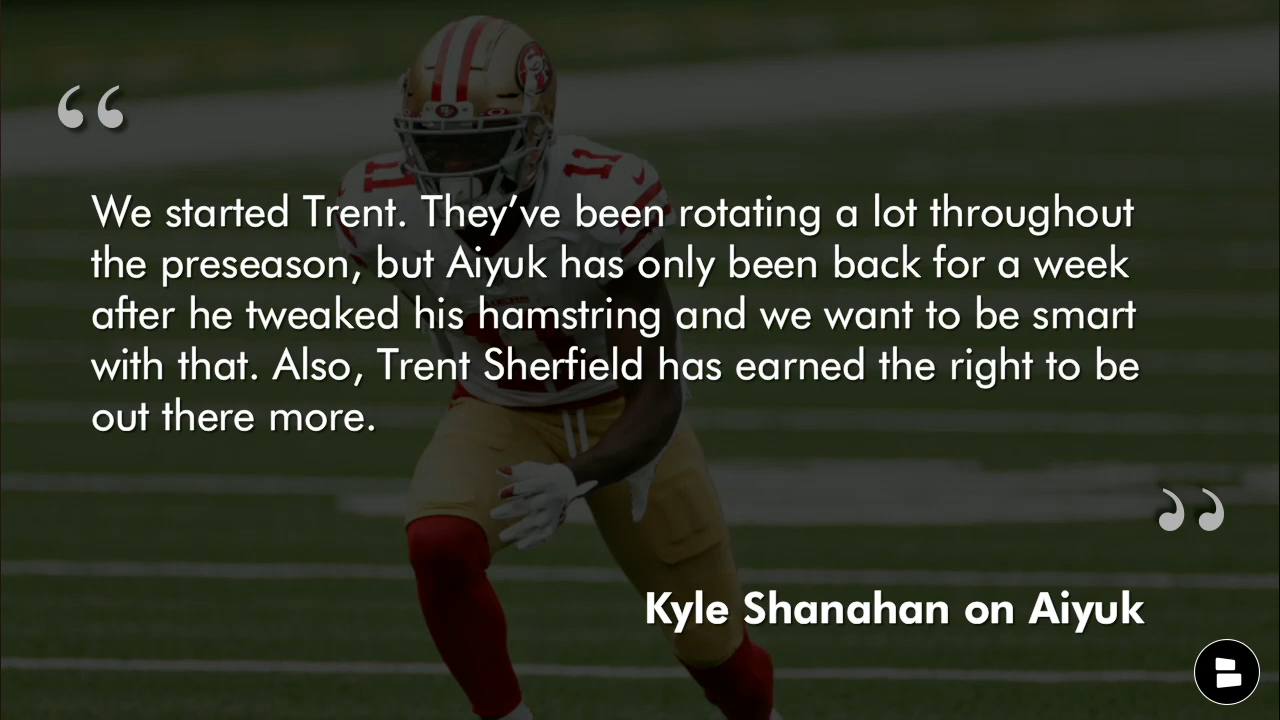 11 11
“
We started Trent. They’ve been rotating a lot throughout
the preseason, but Aiyuk has only been back for a week
after he tweaked his hamstring and we want to be smart
with that. Also, Trent Sherfield has earned the right to be
out there more.
”
Kyle Shanahan on Aiyuk